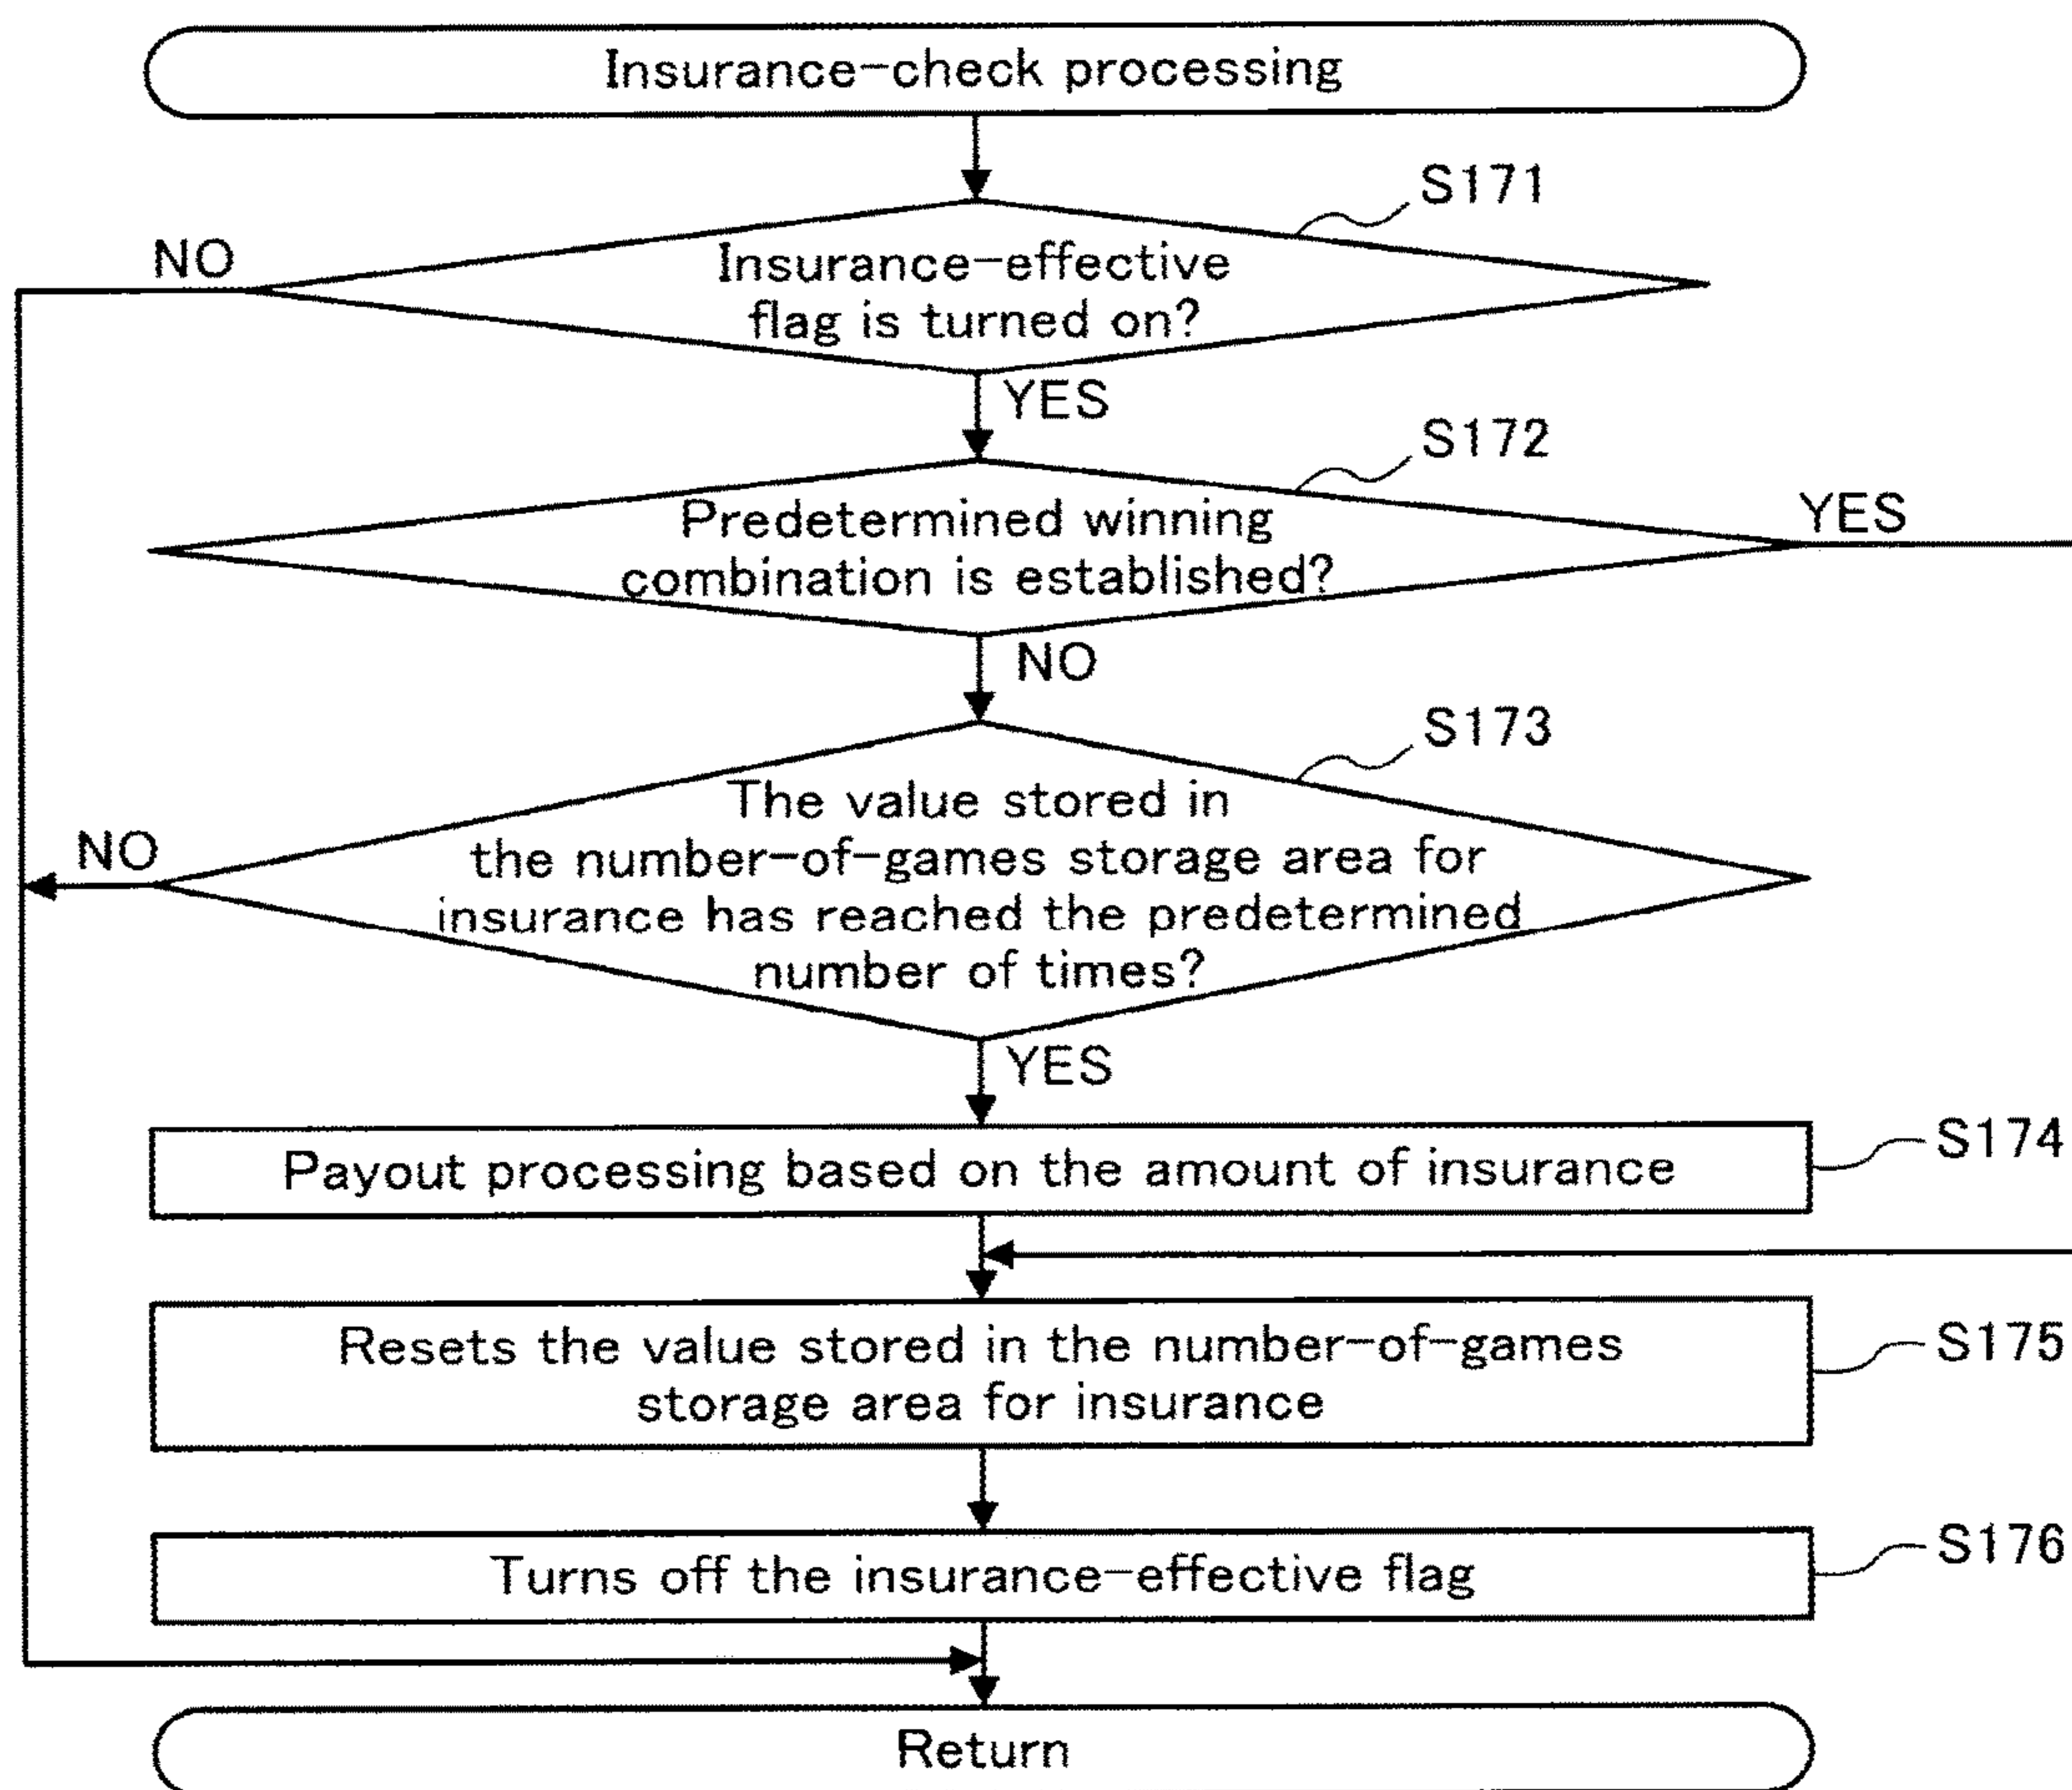 Insurance-check processing
S171
NO
Insurance-effective
flag is turned on?
YES
S172
YES
Predetermined winning
combination is established?
NO
S173
The value stored in
NO
the number-of-games storage area for
insurance has reached the predetermined
number of times?
YES
S174
Payout processing based on the amount of insurance
S175
Resets the value stored in the number-of-games
storage area for insurance
S176
Turns off the insurance-effective flag
Return